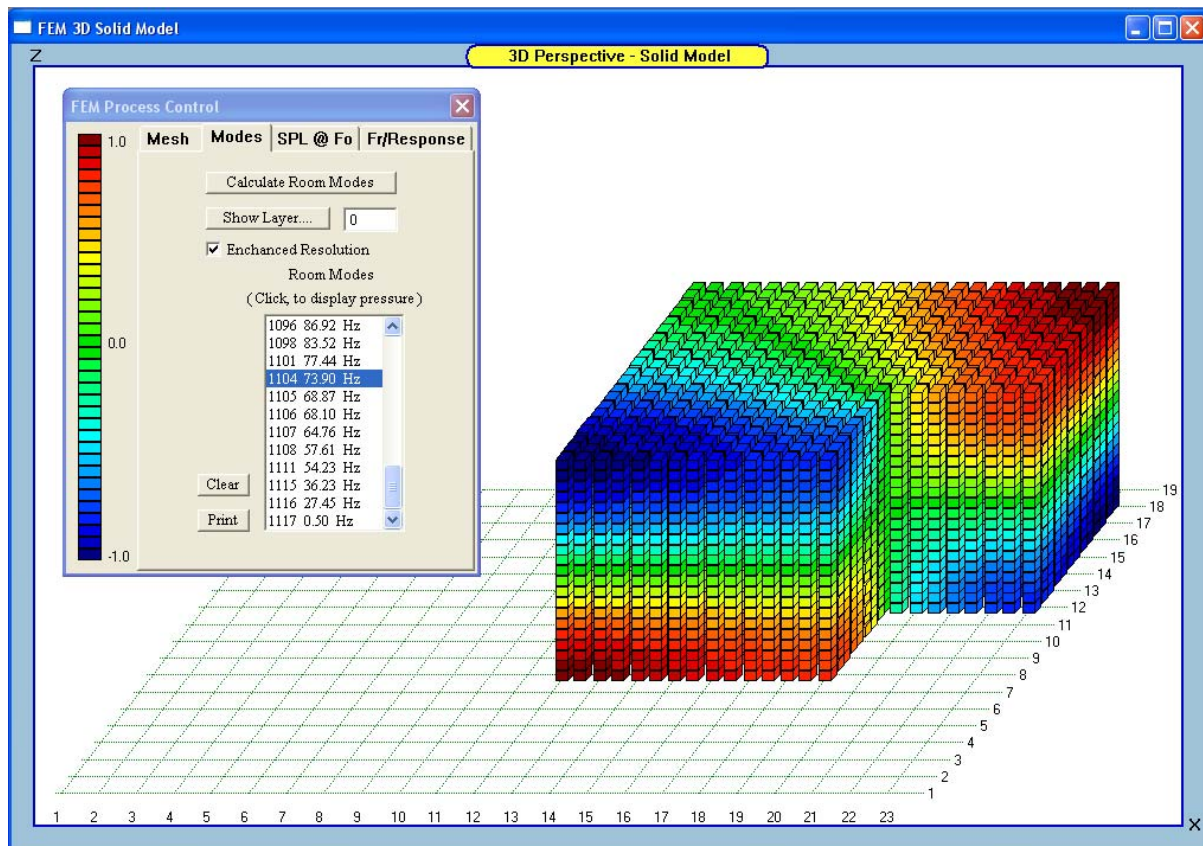 FEM 3D Solid Model
Z
3D Perspective - Solid Model
FEM Process Control
1.0
0.0
-1.0
Mesh Modes SPL @ Fo Fr/Response
Calculate Room Modes
Show Layer.... 0
Enchanced Resolution
Room Modes
( Click, to display pressure )
1096 86.92 Hz
1098 83.52 Hz
1101 77.44 Hz
1104 73.90 Hz
1105 68.87 Hz
1106 68.10 Hz
1107 64.76 Hz
1108 57.61 Hz
1111 54.23 Hz
1115 36.23 Hz
1116 27.45 Hz
1117 0.50 Hz
Clear
Print
19
18
17
16
15
14
13
12
11
10
9
8
7
6
5
4
3
2
1
1 2 3 4 5 6 7 8 9 10 11 12 13 14 15 16 17 18 19 20 21 22 23
X